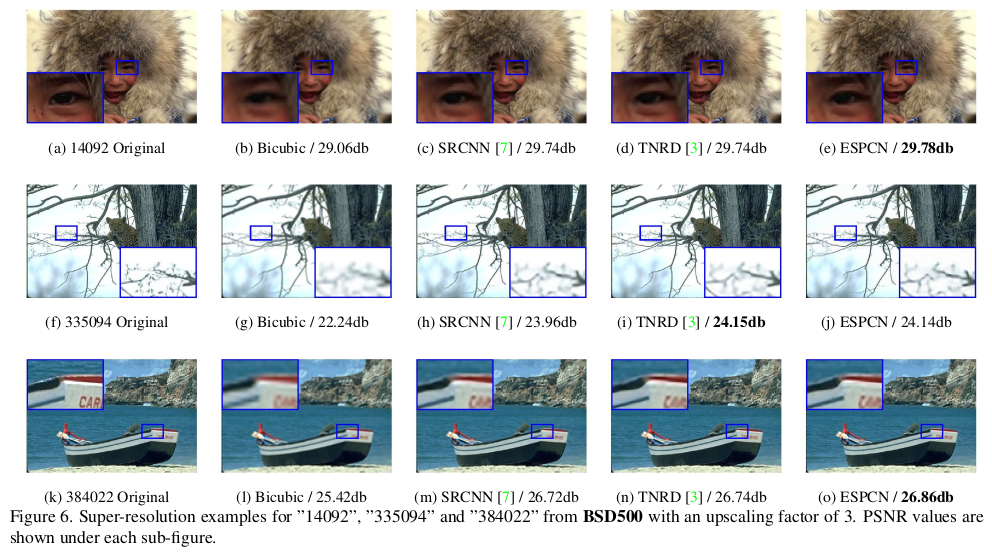 (a) 14092 Original
(b) Bicubic / 29.06db
(c) SRCNN [7] / 29.74db
(d) TNRD [3] / 29.74db
(e) ESPCN / 29.78db
(f) 335094 Original
(g) Bicubic / 22.24db
(h) SRCNN [7] / 23.96db
(i) TNRD [3] / 24.15db
(j) ESPCN / 24.14db
CAR
(k) 384022 Original
(l) Bicubic / 25.42db
(m) SRCNN [7] / 26.72db
(n) TNRD [3] / 26.74db
(o) ESPCN / 26.86db
Figure 6. Super-resolution examples for ”14092”, ”335094” and ”384022” from BSD500 with an upscaling factor of 3. PSNR values are
shown under each sub-figure.